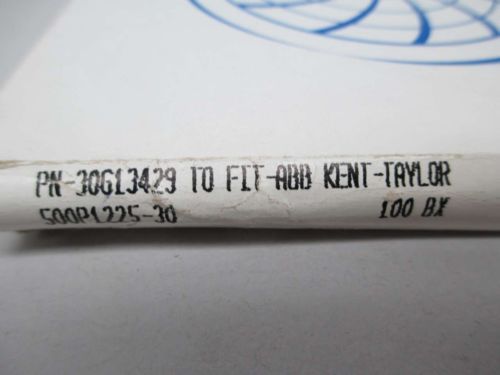 PN-30G13429 TO FIT-ABB KENT-TAYLOR
500P1225-30 100 BX